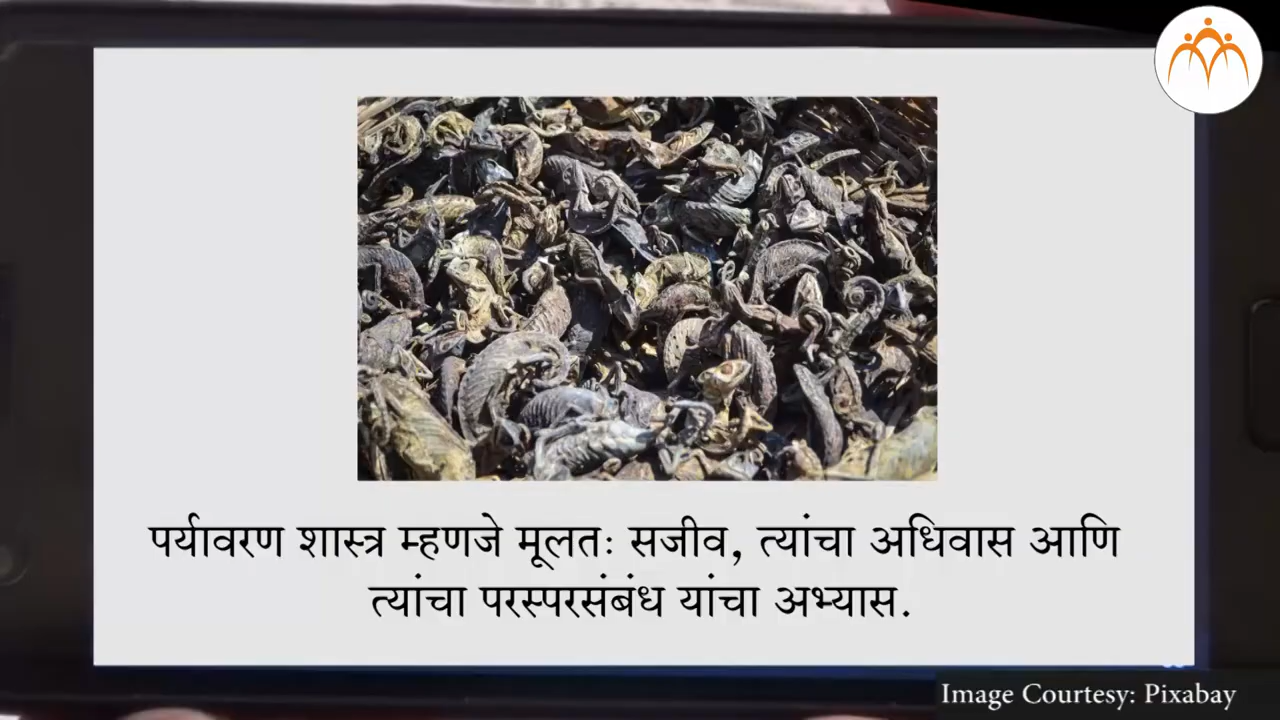 पर्यावरण शास्त्र म्हणजे मूलतः सजीव, त्यांचा अधिवास आणि
त्यांचा परस्परसंबंध यांचा अभ्यास.
Image Courtesy: Pixabay